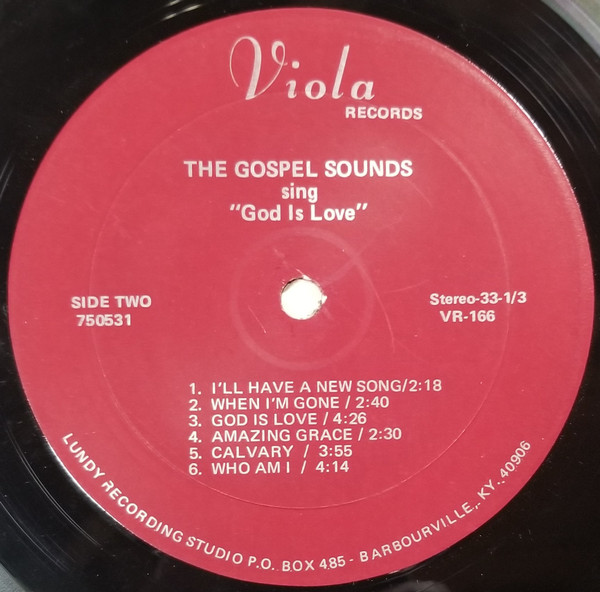 Viola
RECORDS
THE GOSPEL SOUNDS
sing
"God Is Love"
SIDE TWO
750531
Stereo-33-1/3
VR-166
1. I'LL HAVE A NEW SONG/2:18
2. WHEN I'M GONE / 2:40
3. GOD IS LOVE / 4:26
4. AMAZING GRACE / 2:30
5. CALVARY / 3:55
6. WHO AM I / 4:14
LUNDY RECORDING STUDIO P.O. BOX 485 - BARBOURVILLE, KY. 40906